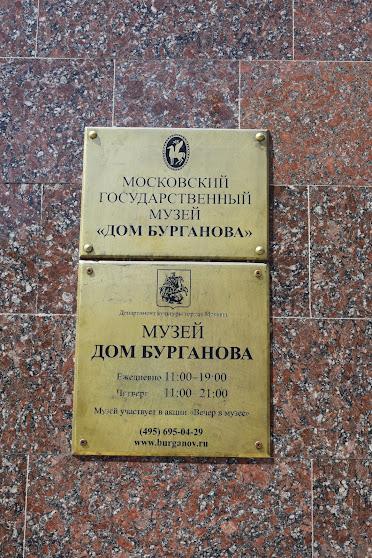 МОСКОВСКИЙ
ГОСУДАРСТВЕННЫЙ
МУЗЕЙ
«ДОМ БУРГАНОВА»
Департамент культуры города Москвы
МУЗЕЙ
ДОМ БУРГАНОВА
Ежедневно 11:00–19:00
Четверг 11:00–21:00
Музей участвует в акции «Вечер в музее»
(495) 695-04-29
www.burganov.ru